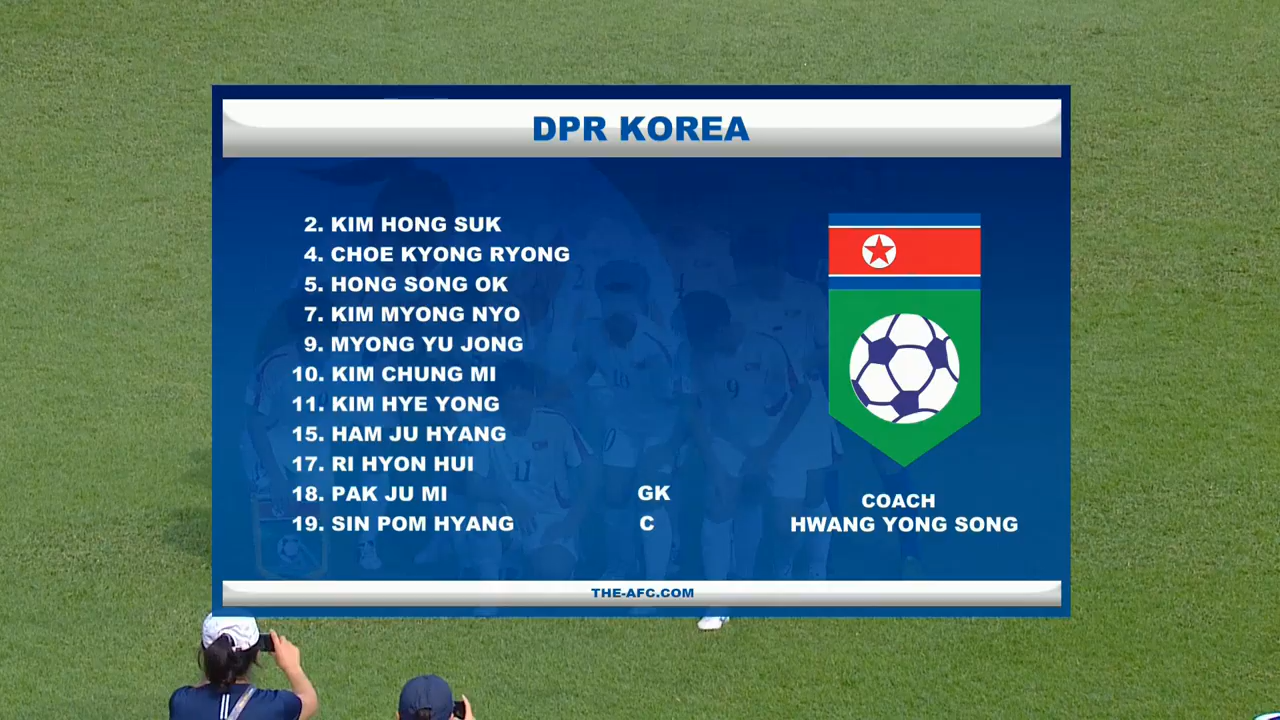 DPR KOREA
2. KIM HONG SUK
4. CHOE KYONG RYONG
5. HONG SONG OK
7. KIM MYONG NYO
9. MYONG YU JONG
10. KIM CHUNG MI
11. KIM HYE YONG
15. HAM JU HYANG
17. RI HYON HUI
18. PAK JU MI GK
19. SIN POM HYANG C
COACH
HWANG YONG SONG
THE-AFC.COM